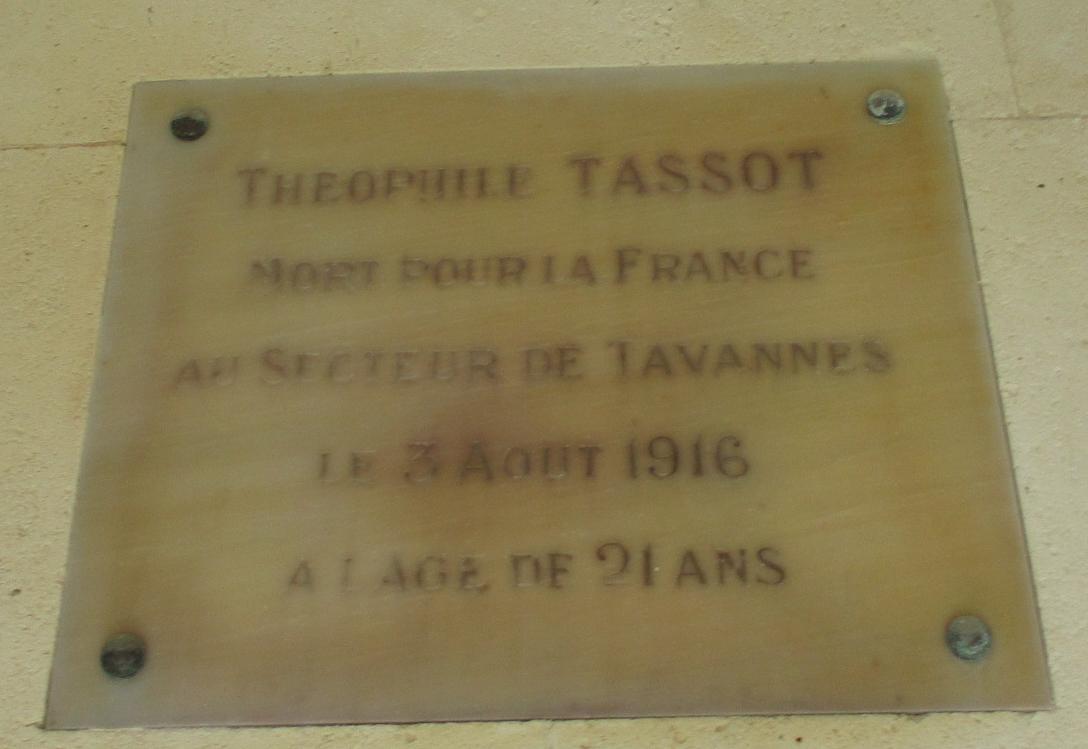 THEOPHILE TASSOT
MORT POUR LA FRANCE
AU SECTEUR DE TAVANNES
LE 3 AOUT 1916
A L AGE DE 21 ANS